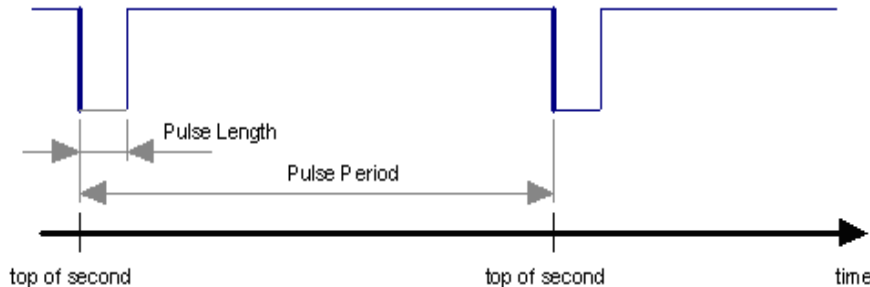 Pulse Length
Pulse Period
top of second
top of second
time